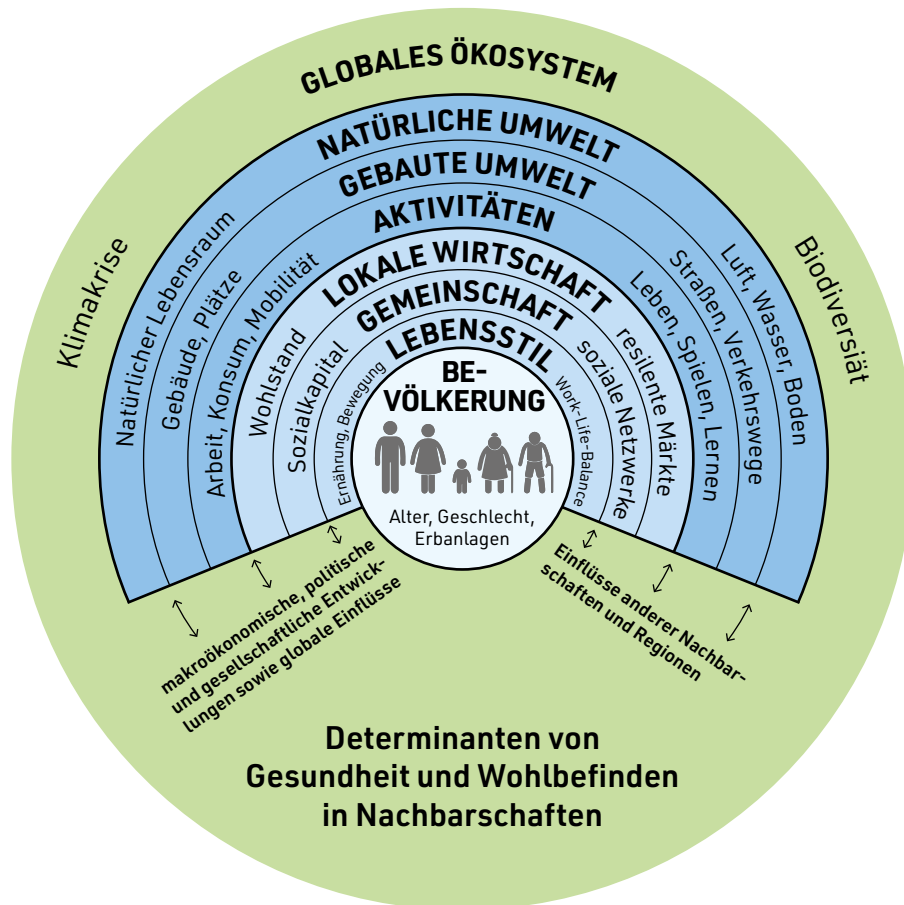 GLOBALES ÖKOSYSTEM
Klimakrise
Biodiversiät
NATÜRLICHE UMWELT
Natürlicher Lebensraum
Luft, Wasser, Boden
GEBAUTE UMWELT
Gebäude, Plätze
Straßen, Verkehrswege
AKTIVITÄTEN
Arbeit, Konsum, Mobilität
Leben, Spielen, Lernen
LOKALE WIRTSCHAFT
Wohlstand
resilente Märkte
GEMEINSCHAFT
Sozialkapital
soziale Netzwerke
LEBENSSTIL
Ernährung, Bewegung
Work-Life-Balance
BE-
VÖLKERUNG
Alter, Geschlecht,
Erbanlagen
makroökonomische, politische
und gesellschaftliche Entwick-
lungen sowie globale Einflüsse
Einflüsse anderer Nachbar-
schaften und Regionen
Determinanten von
Gesundheit und Wohlbefinden
in Nachbarschaften